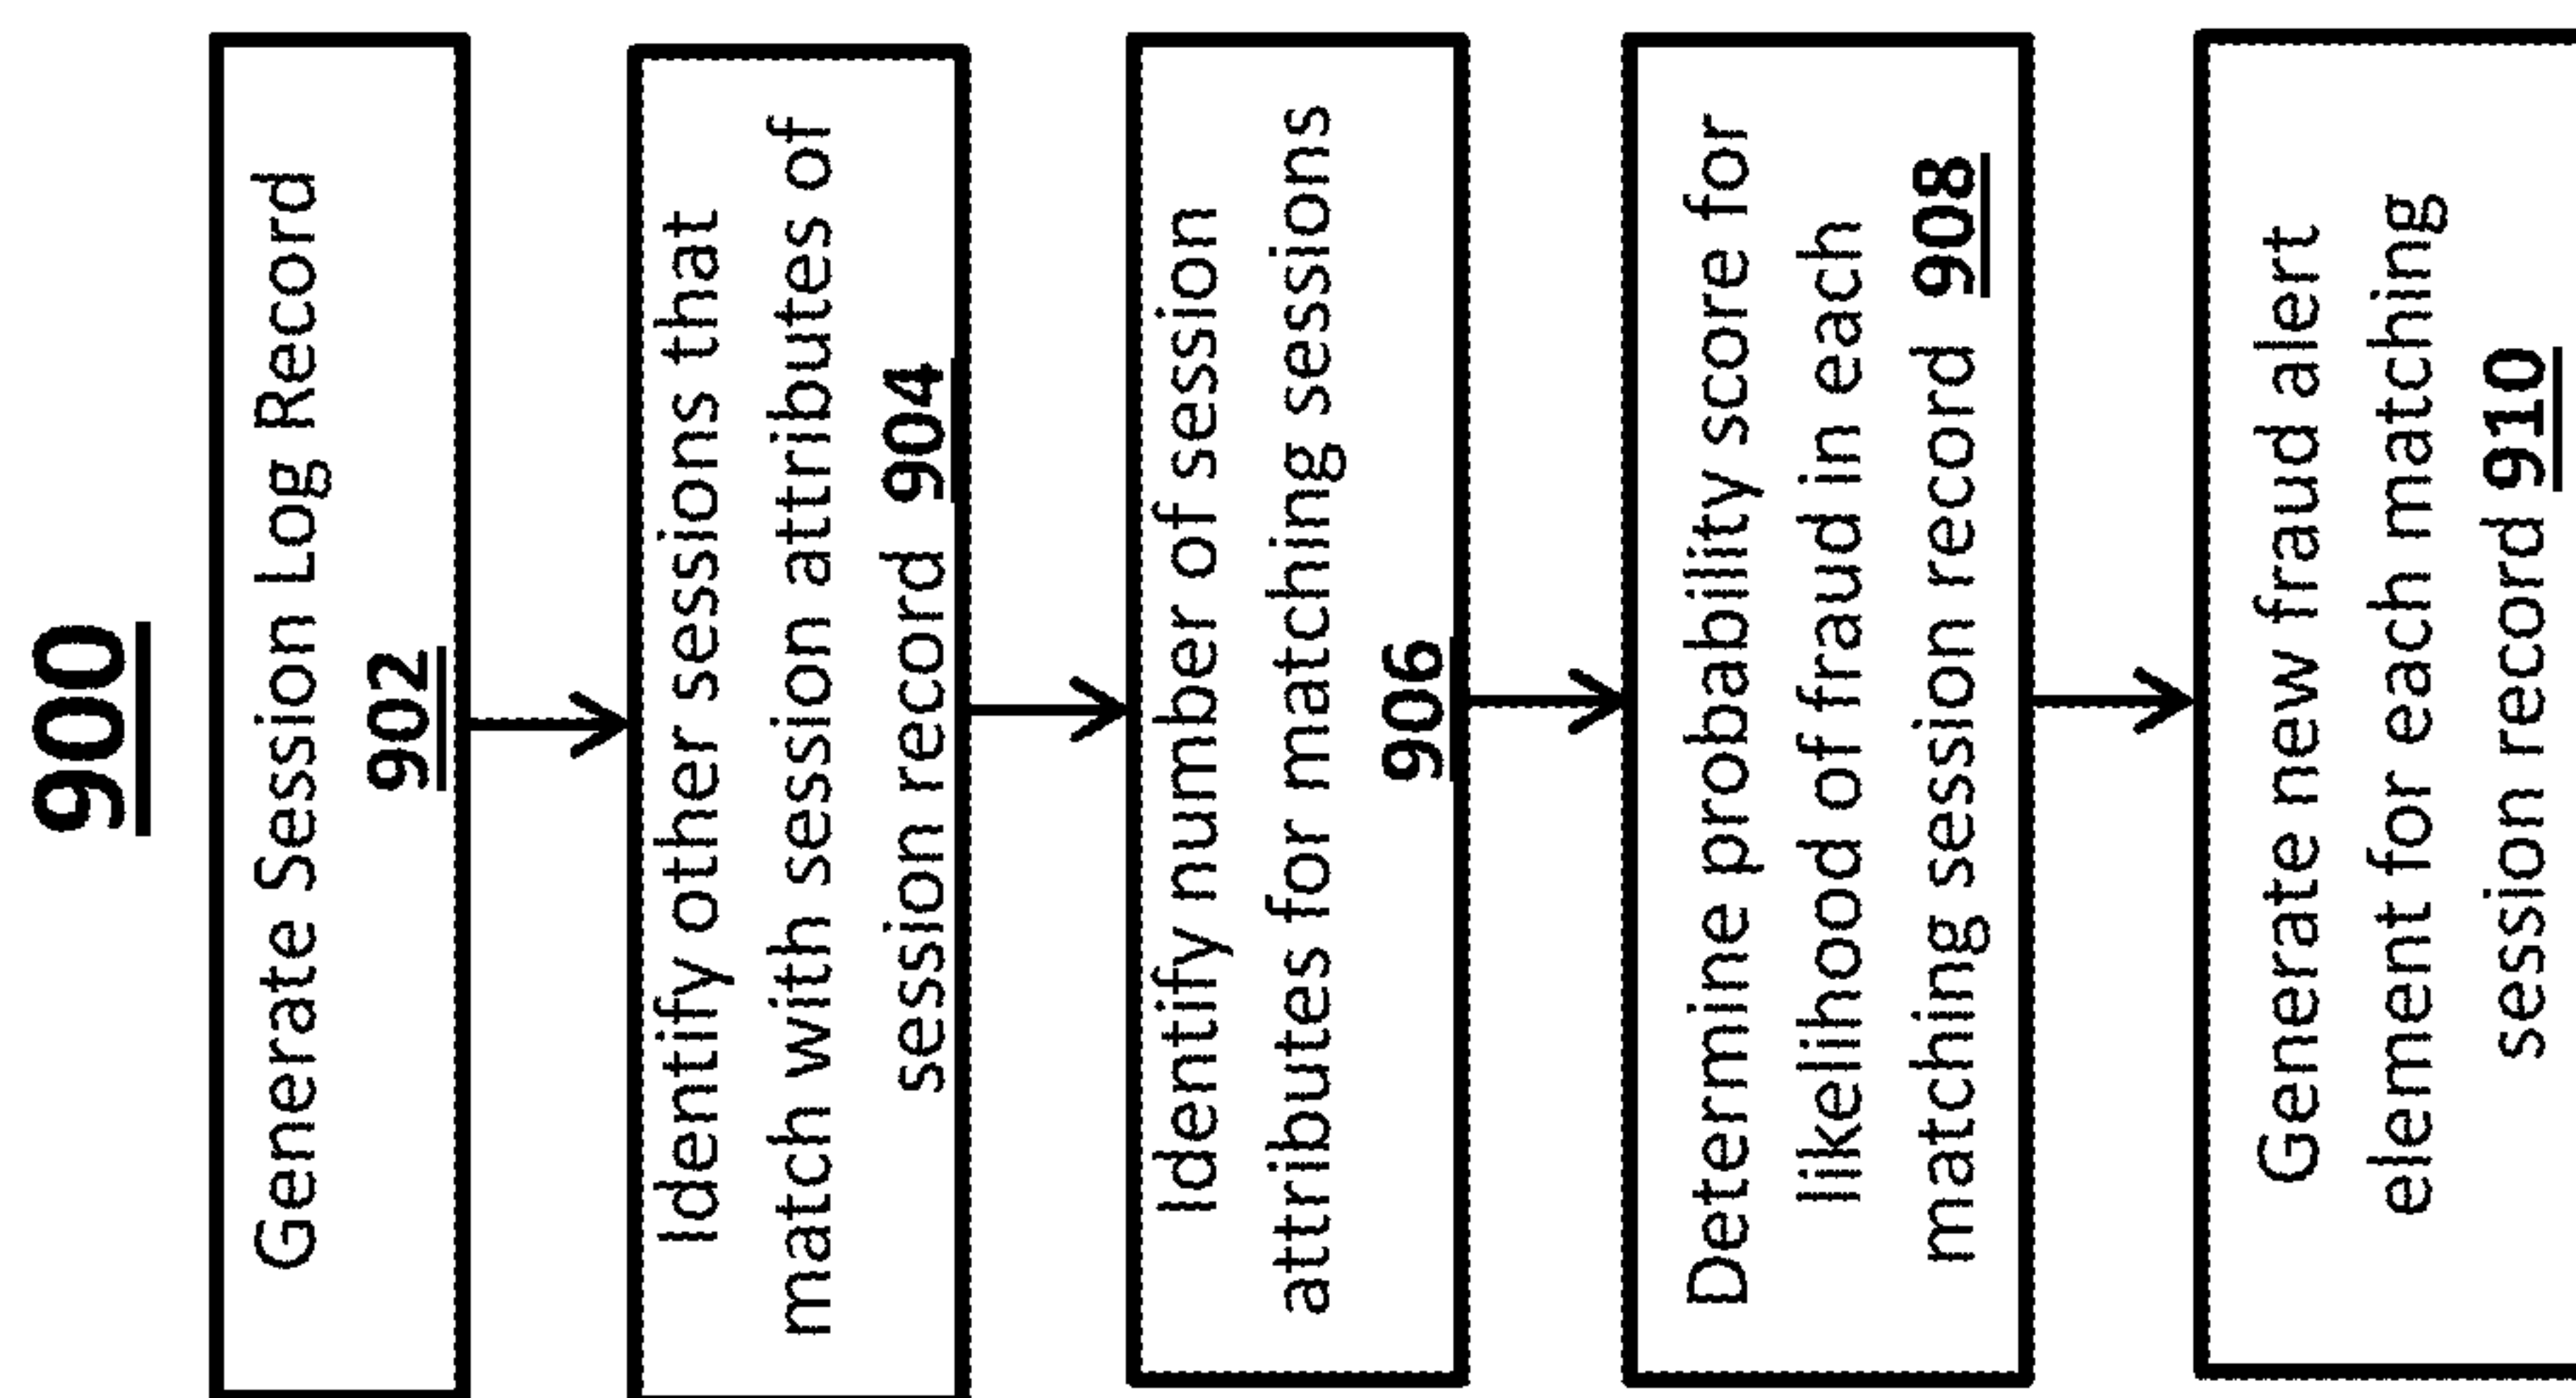 900
Generate Session Log Record
902
Identify other sessions that
match with session attributes of
session record 904
Identify number of session
attributes for matching sessions
906
Determine probability score for
likelihood of fraud in each
matching session record 908
Generate new fraud alert
element for each matching
session record 910